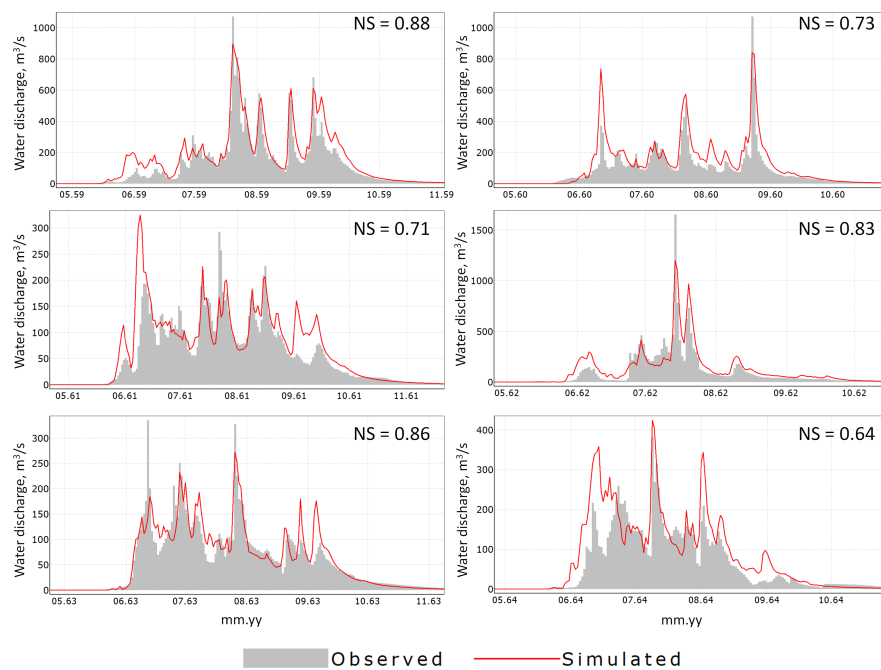 NS = 0.88
Water discharge, m³/s
1000
800
600
400
200
0
05.59 06.59 07.59 08.59 09.59 10.59 11.59
NS = 0.73
Water discharge, m³/s
1000
800
600
400
200
0
05.60 06.60 07.60 08.60 09.60 10.60
NS = 0.71
Water discharge, m³/s
300
250
200
150
100
50
0
05.61 06.61 07.61 08.61 09.61 10.61 11.61
NS = 0.83
Water discharge, m³/s
1500
1000
500
0
05.62 06.62 07.62 08.62 09.62 10.62
NS = 0.86
Water discharge, m³/s
300
250
200
150
100
50
0
05.63 06.63 07.63 08.63 09.63 10.63 11.63
mm.yy
NS = 0.64
Water discharge, m³/s
400
300
200
100
0
05.64 06.64 07.64 08.64 09.64 10.64
mm.yy
Observed Simulated